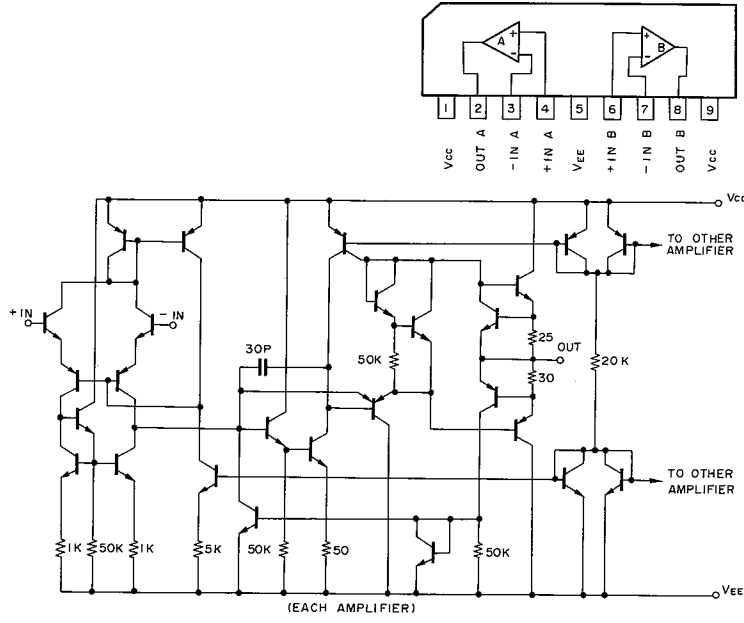 A + -
+ - B
1 2 3 4 5 6 7 8 9
Vcc OUT A -IN A +IN A VEE +IN B -IN B OUT B Vcc
Vcc
TO OTHER
AMPLIFIER
+IN -IN
30P 50K 25 OUT 20K
30
TO OTHER
AMPLIFIER
1K 50K 1K 5K 50K 50 50K
VEE
(EACH AMPLIFIER)